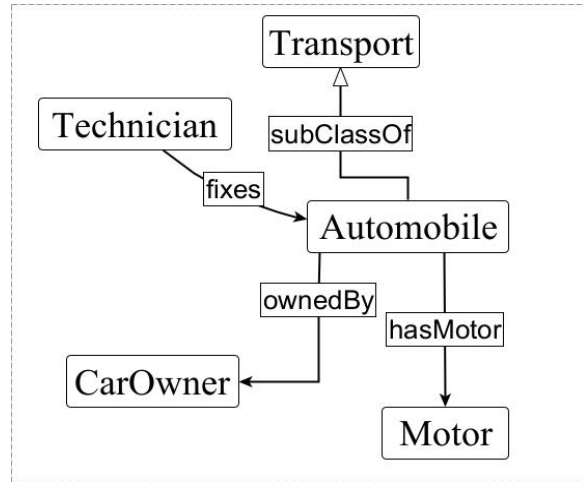 Transport
Technician
subClassOf
fixes
Automobile
ownedBy
hasMotor
CarOwner
Motor